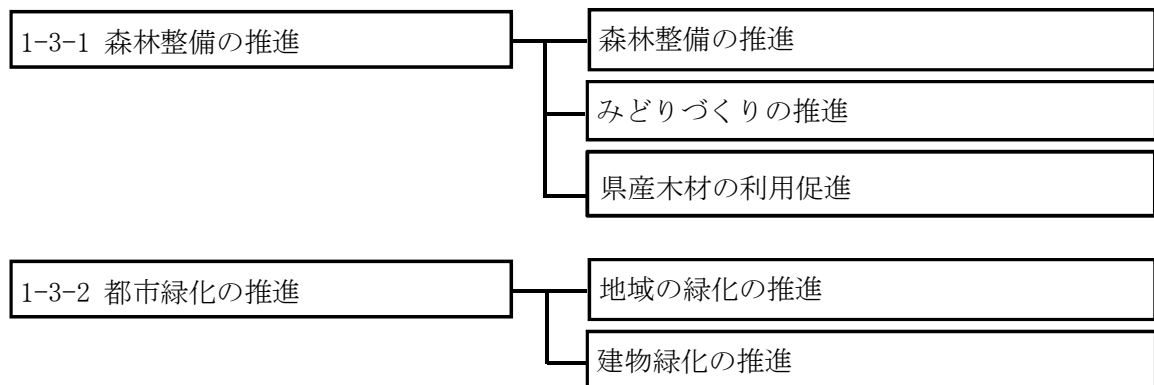 1-3-1 森林整備の推進
森林整備の推進
みどりづくりの推進
県産木材の利用促進
1-3-2 都市緑化の推進
地域の緑化の推進
建物緑化の推進